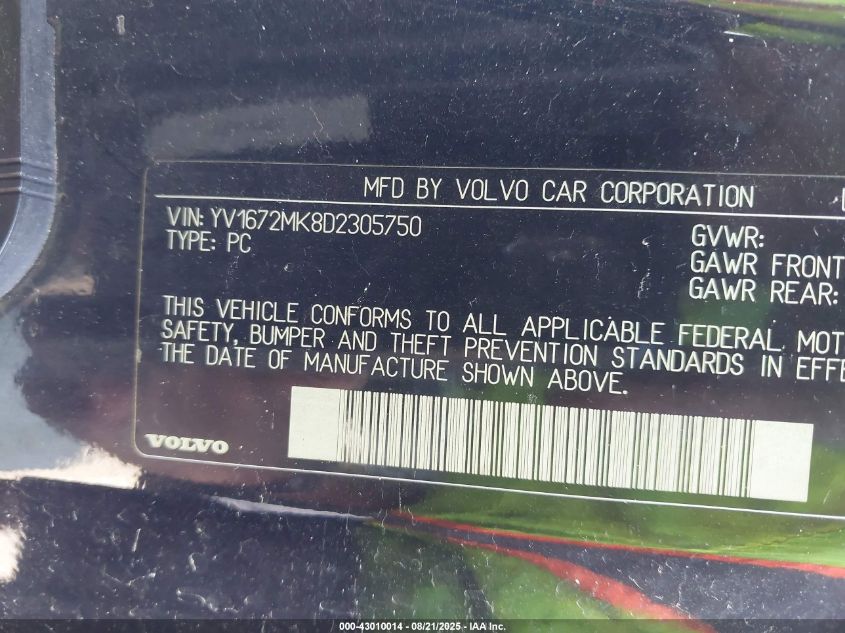 MFD BY VOLVO CAR CORPORATION
VIN: YV1672MK8D2305750
TYPE: PC
GVWR:
GAWR FRONT
GAWR REAR:
THIS VEHICLE CONFORMS TO ALL APPLICABLE FEDERAL MOT
SAFETY, BUMPER AND THEFT PREVENTION STANDARDS IN EFFE
THE DATE OF MANUFACTURE SHOWN ABOVE.
VOLVO
000-43010014 - 08/21/2025 - IAA Inc.